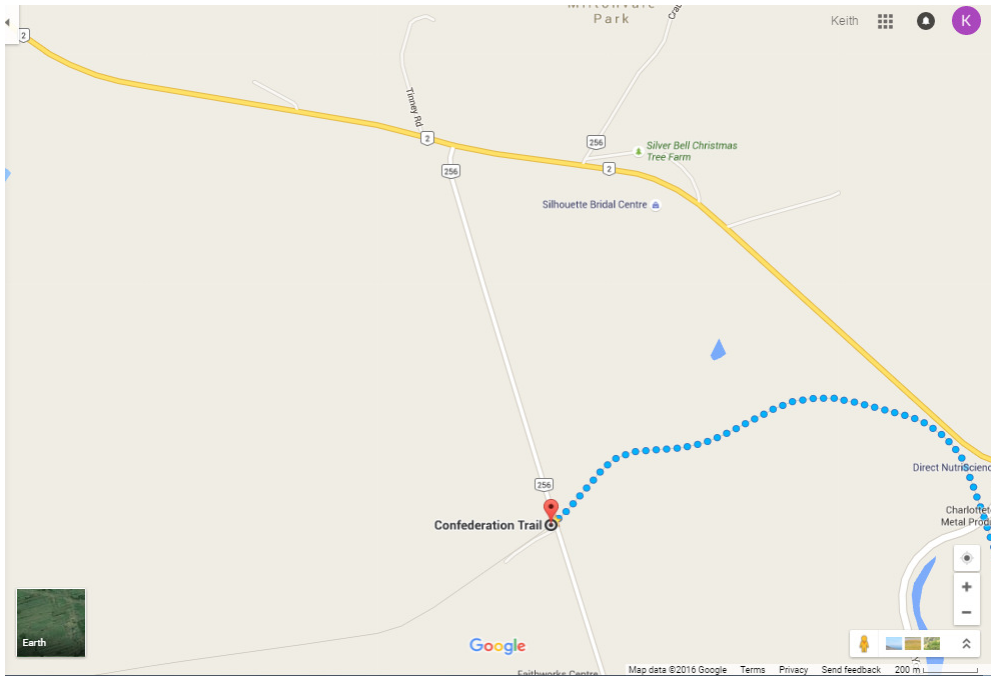 Park
Keith
K
2
Tinney Rd
2
256
256
Silver Bell Christmas
Tree Farm
2
Silhouette Bridal Centre
256
Confederation Trail
Direct Nutriscienc
Metal Prod
Earth
Google
Faithworks Centre
Map data ©2016 Google Terms Privacy Send feedback 200 m